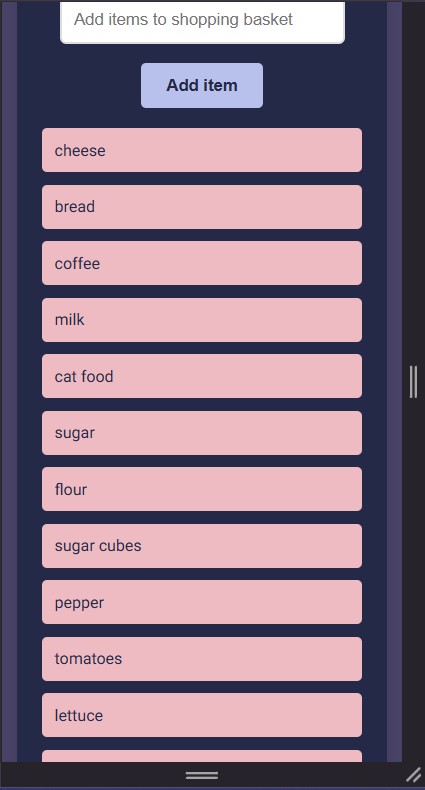 Add items to shopping basket
Add item
cheese
bread
coffee
milk
cat food
sugar
flour
sugar cubes
pepper
tomatoes
lettuce